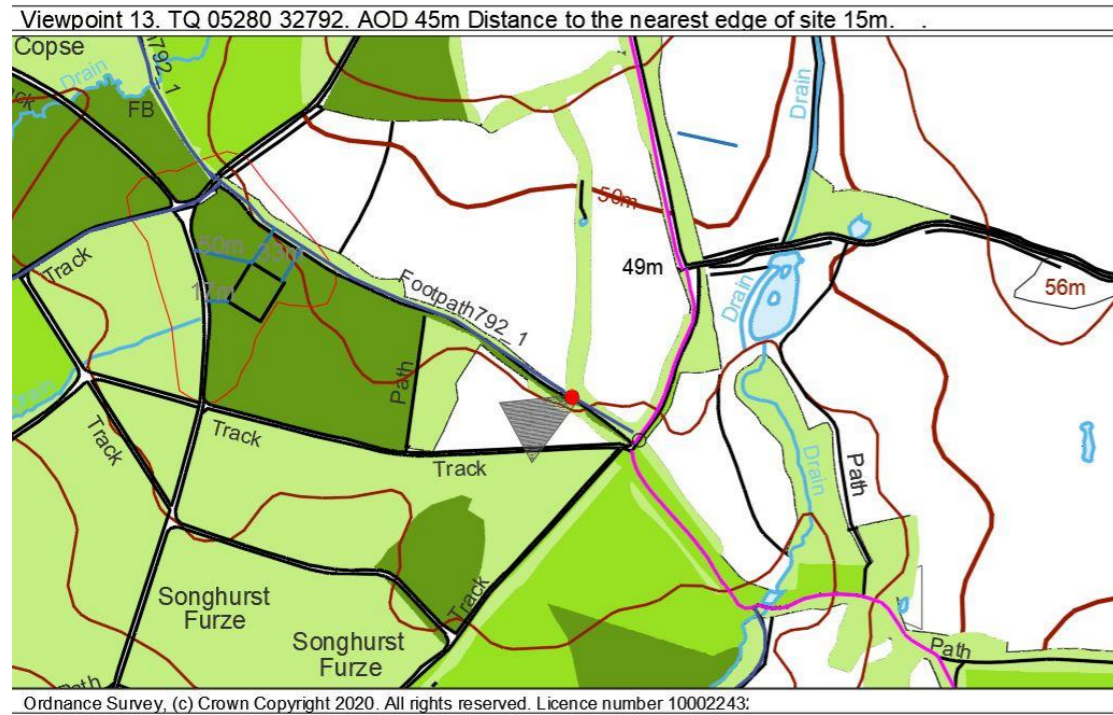 Viewpoint 13. TQ 05280 32792. AOD 45m Distance to the nearest edge of site 15m. .
Copse
792_1
Drain
FB
Drain
50m
50m
33m
Track
17m
49m
56m
Footpath792_1
Drain
Path
Track
Track
Track
Drain
Path
Songhurst
Furze
Track
Songhurst
Furze
Path
Ordnance Survey, (c) Crown Copyright 2020. All rights reserved. Licence number 10002243: